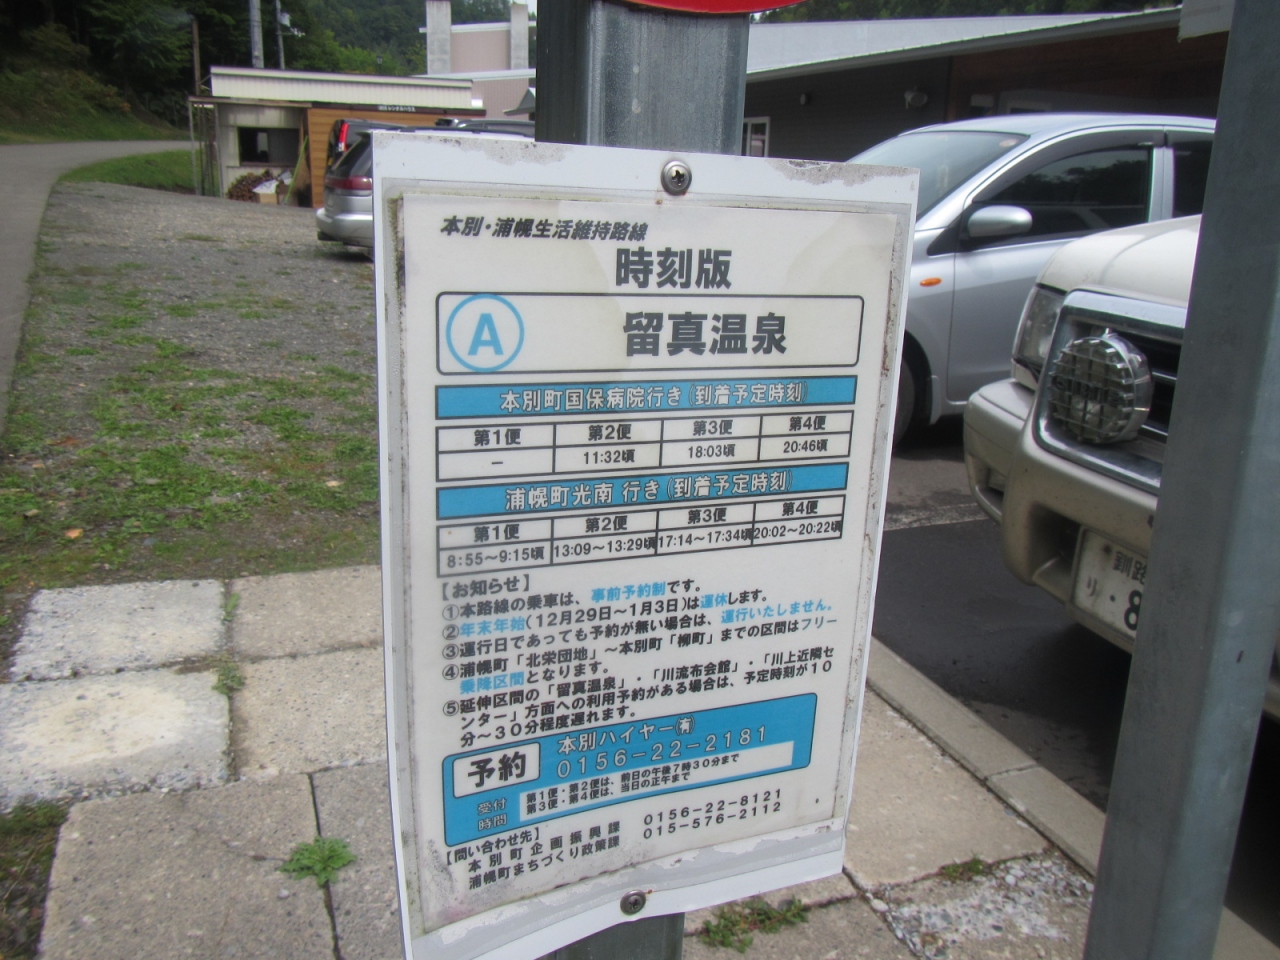 本別・浦幌生活維持路線
時刻版
A 留真温泉
本別町国保病院行き(到着予定時刻)
第1便 第2便 第3便 第4便
― 11:32頃 18:03頃 20:46頃
浦幌町光南 行き(到着予定時刻)
第1便 第2便 第3便 第4便
8:55～9:15頃 13:09～13:29頃 17:14～17:34頃 20:02～20:22頃
【お知らせ】
①本路線の乗車は、事前予約制です。
②年末年始(12月29日～1月3日)は運休します。
③運行日であっても予約が無い場合は、運行いたしません。
④浦幌町「北栄団地」～本別町「柳町」までの区間はフリー
乗降区間となります。
⑤延伸区間の「留真温泉」・「川流布会館」・「川上近隣セ
ンター」方面への利用予約がある場合は、予定時刻が10
分～30分程度遅れます。
予約
本別ハイヤー㈲
0156-22-2181
受付
時間
第1便・第2便は、前日の午後7時30分まで
第3便・第4便は、当日の正午まで
【問い合わせ先】
本別町企画振興課 0156-22-8121
浦幌町まちづくり政策課 015-576-2112
釧路
り・8